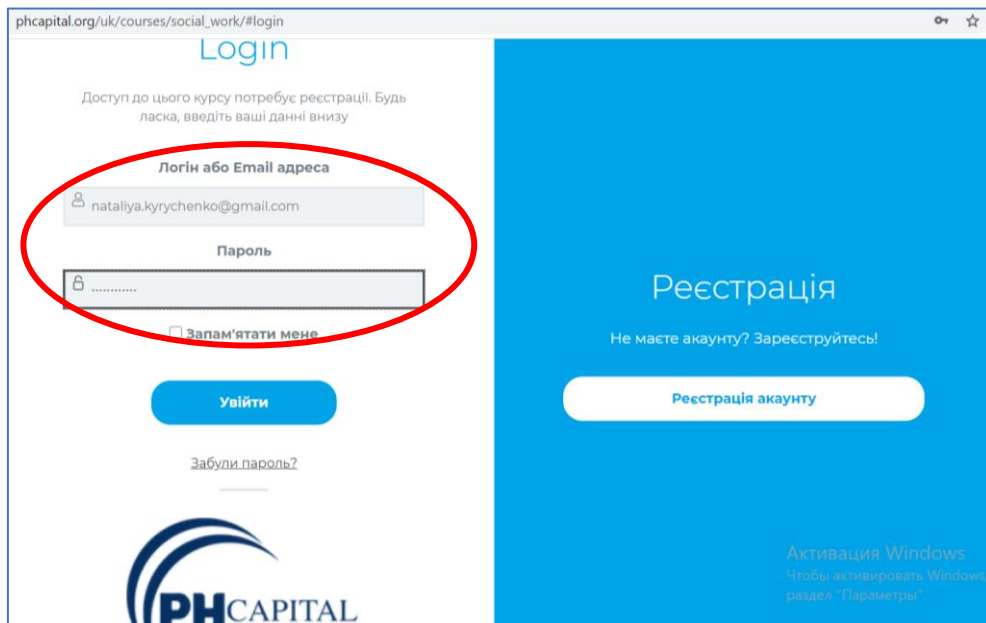 phcapital.org/uk/courses/social_work/#login
Login
Доступ до цього курсу потребує реєстрації. Будь
ласка, введіть ваші данні внизу
Логін або Email адреса
nataliya.kyrychenko@gmail.com
Пароль
............
Запам'ятати мене
Увійти
Забули пароль?
PHCAPITAL
Реєстрація
Не маєте акаунту? Зареєструйтесь!
Реєстрація акаунту
Активация Windows
Чтобы активировать Windows
раздел "Параметры".